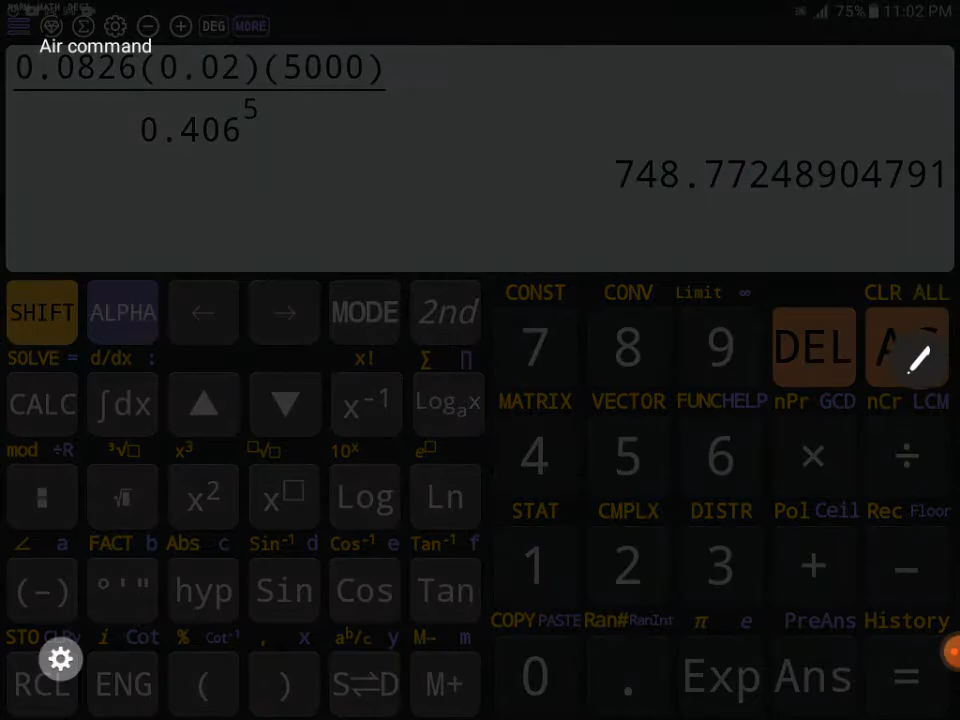 75% 11:02 PM
DEG MORE
Air command
0.0826(0.02)(5000)
0.406^5
748.77248904791
SHIFT ALPHA ← → MODE 2nd
CONST CONV Limit ∞ CLR ALL
7 8 9 DEL
SOLVE = d/dx : x! ∑ ∏
CALC ∫dx ▲ ▼ x⁻¹ Logₐx
MATRIX VECTOR FUNC HELP nPr GCD nCr LCM
4 5 6 × ÷
mod ÷R ³√□ x³ □√□ 10ˣ e□
√ x² x□ Log Ln
STAT CMPLX DISTR Pol Ceil Rec Floor
1 2 3 + −
∠ a FACT b Abs c Sin⁻¹ d Cos⁻¹ e Tan⁻¹ f
(−) °'" hyp Sin Cos Tan
COPY PASTE Ran# RanInt π e PreAns History
0 . Exp Ans =
STO i Cot % Cot⁻¹ , x aᵇ/c y M− m
RCL ENG ( ) S⇌D M+